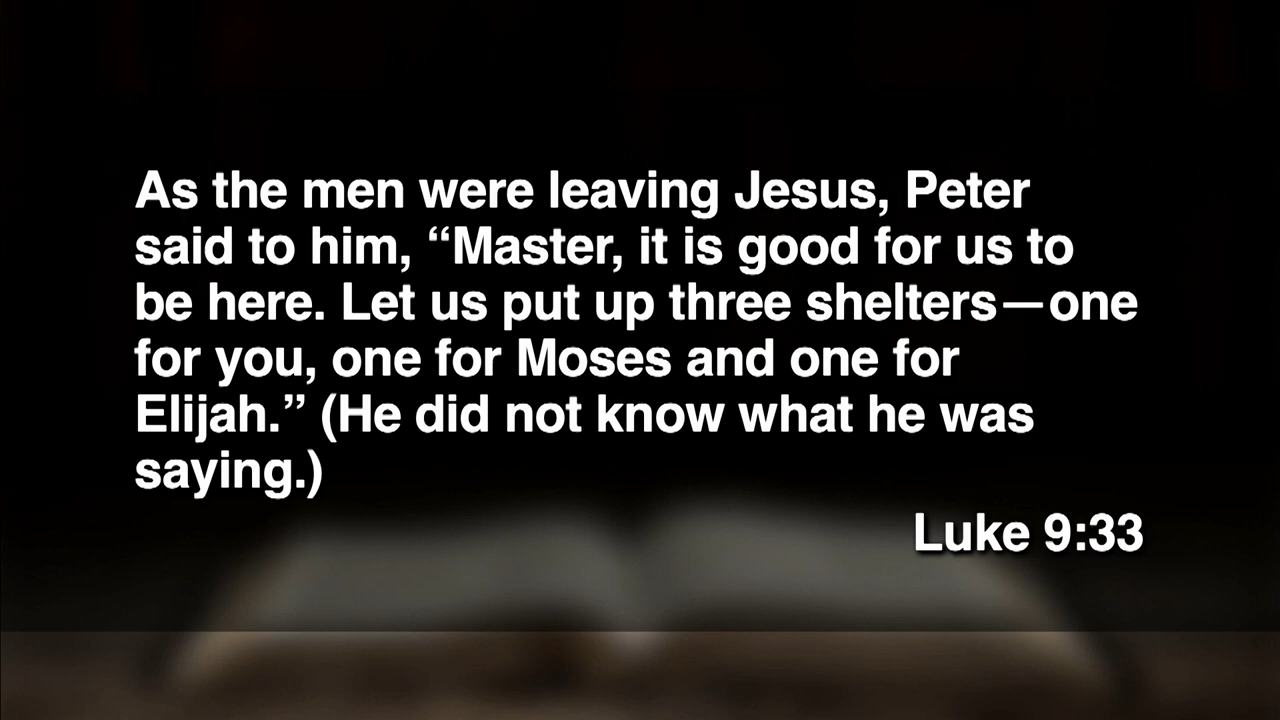 As the men were leaving Jesus, Peter
said to him, “Master, it is good for us to
be here. Let us put up three shelters—one
for you, one for Moses and one for
Elijah.” (He did not know what he was
saying.)
Luke 9:33